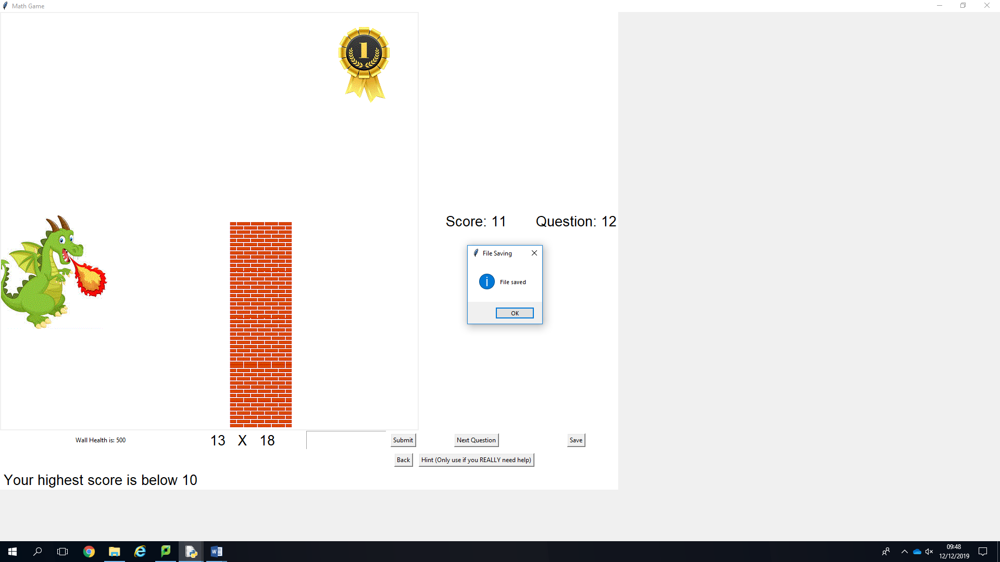 Math Game
1
Score: 11
Question: 12
File Saving
i
File saved
OK
Wall Health is: 500
13 X 18
Submit
Next Question
Save
Back
Hint (Only use if you REALLY need help)
Your highest score is below 10
09:48
12/12/2019